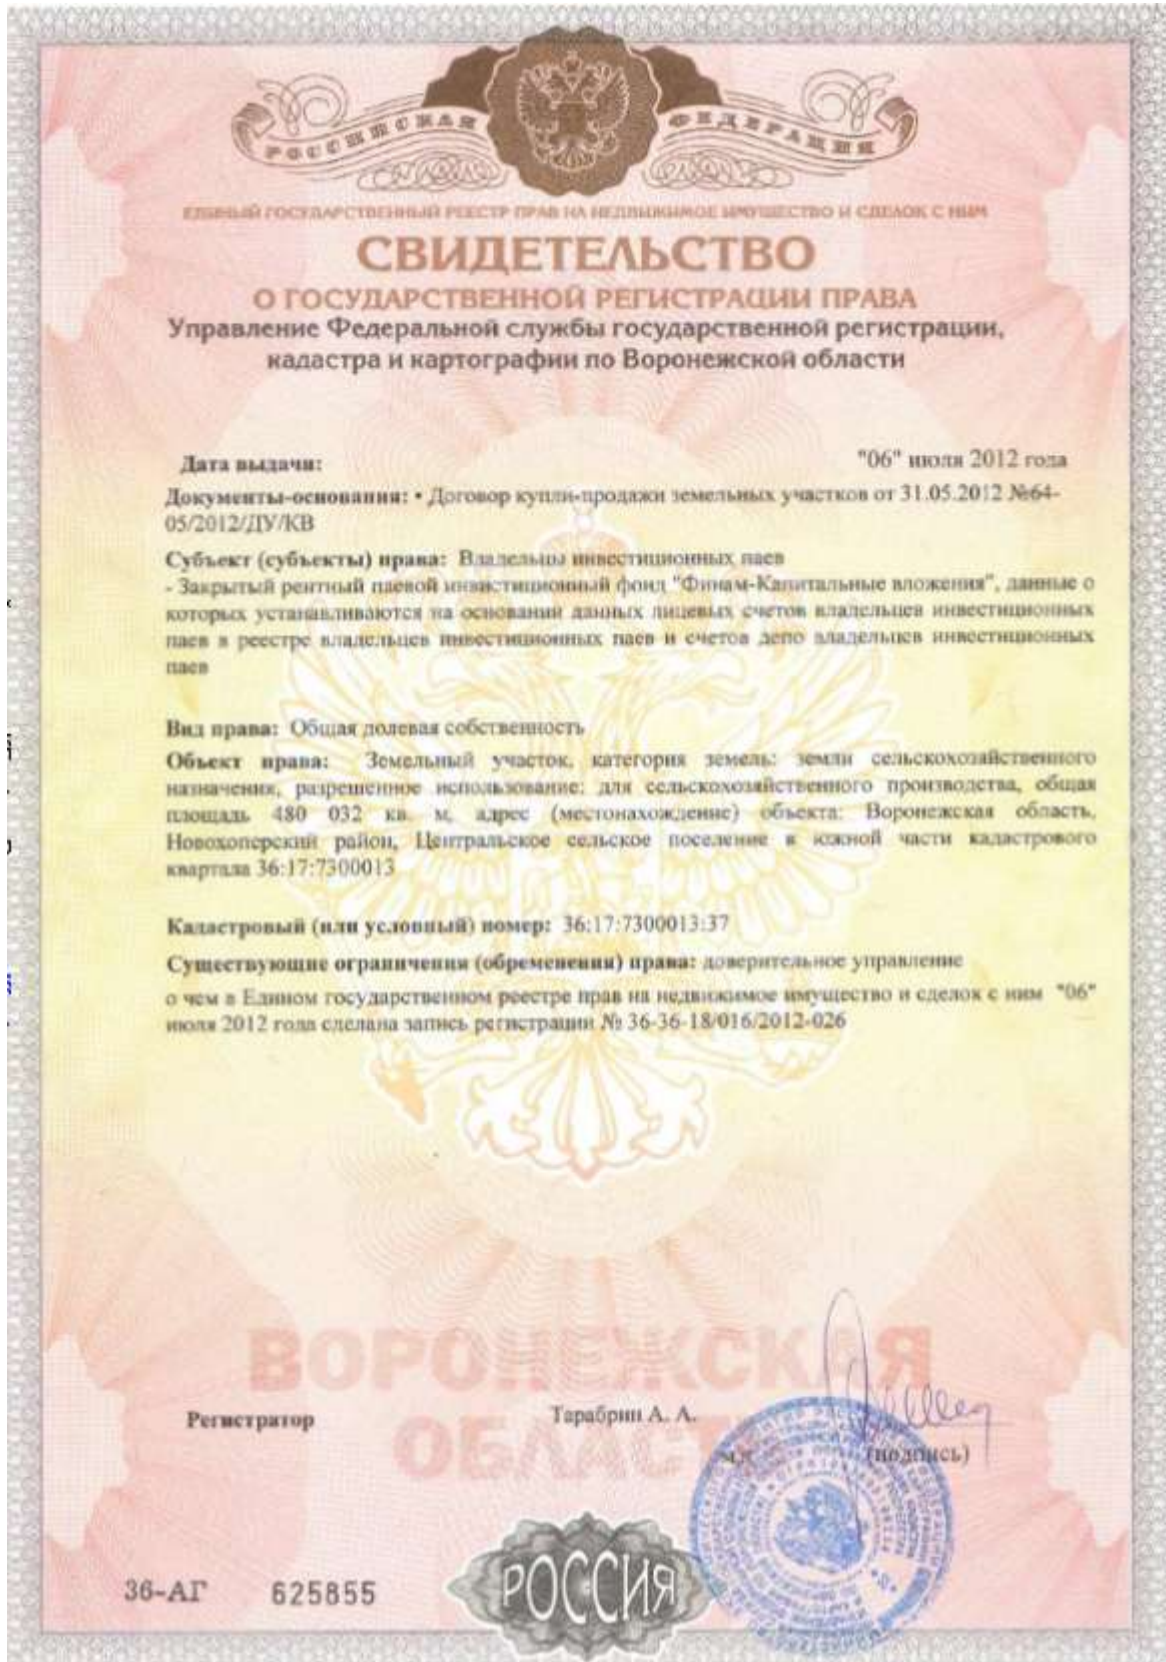 РОССИЙСКАЯ ФЕДЕРАЦИЯ
ЕДИНЫЙ ГОСУДАРСТВЕННЫЙ РЕЕСТР ПРАВ НА НЕДВИЖИМОЕ ИМУЩЕСТВО И СДЕЛОК С НИМ
СВИДЕТЕЛЬСТВО
О ГОСУДАРСТВЕННОЙ РЕГИСТРАЦИИ ПРАВА
Управление Федеральной службы государственной регистрации,
кадастра и картографии по Воронежской области
Дата выдачи: "06" июля 2012 года
Документы-основания: • Договор купли-продажи земельных участков от 31.05.2012 №64-
05/2012/ДУ/КВ
Субъект (субъекты) права: Владельцы инвестиционных паев
- Закрытый рентный паевой инвистиционный фонд "Финам-Капитальные вложения", данные о
которых устанавливаются на основании данных лицевых счетов владельцев инвестиционных
паев в реестре владельцев инвестиционных паев и счетов депо владельцев инвестиционных
паев
Вид права: Общая долевая собственность
Объект права: Земельный участок, категория земель: земли сельскохозяйственного
назначения, разрешенное использование: для сельскохозяйственного производства, общая
площадь 480 032 кв. м, адрес (местонахождение) объекта: Воронежская область,
Новохоперский район, Центральское сельское поселение в южной части кадастрового
квартала 36:17:7300013
Кадастровый (или условный) номер: 36:17:7300013:37
Существующие ограничения (обременения) права: доверительное управление
о чем в Едином государственном реестре прав на недвижимое имущество и сделок с ним "06"
июля 2012 года сделана запись регистрации № 36-36-18/016/2012-026
ВОРОНЕЖСКАЯ
ОБЛАСТЬ
Регистратор Тарабрин А. А.
(подпись)
36-АГ 625855
РОССИЯ